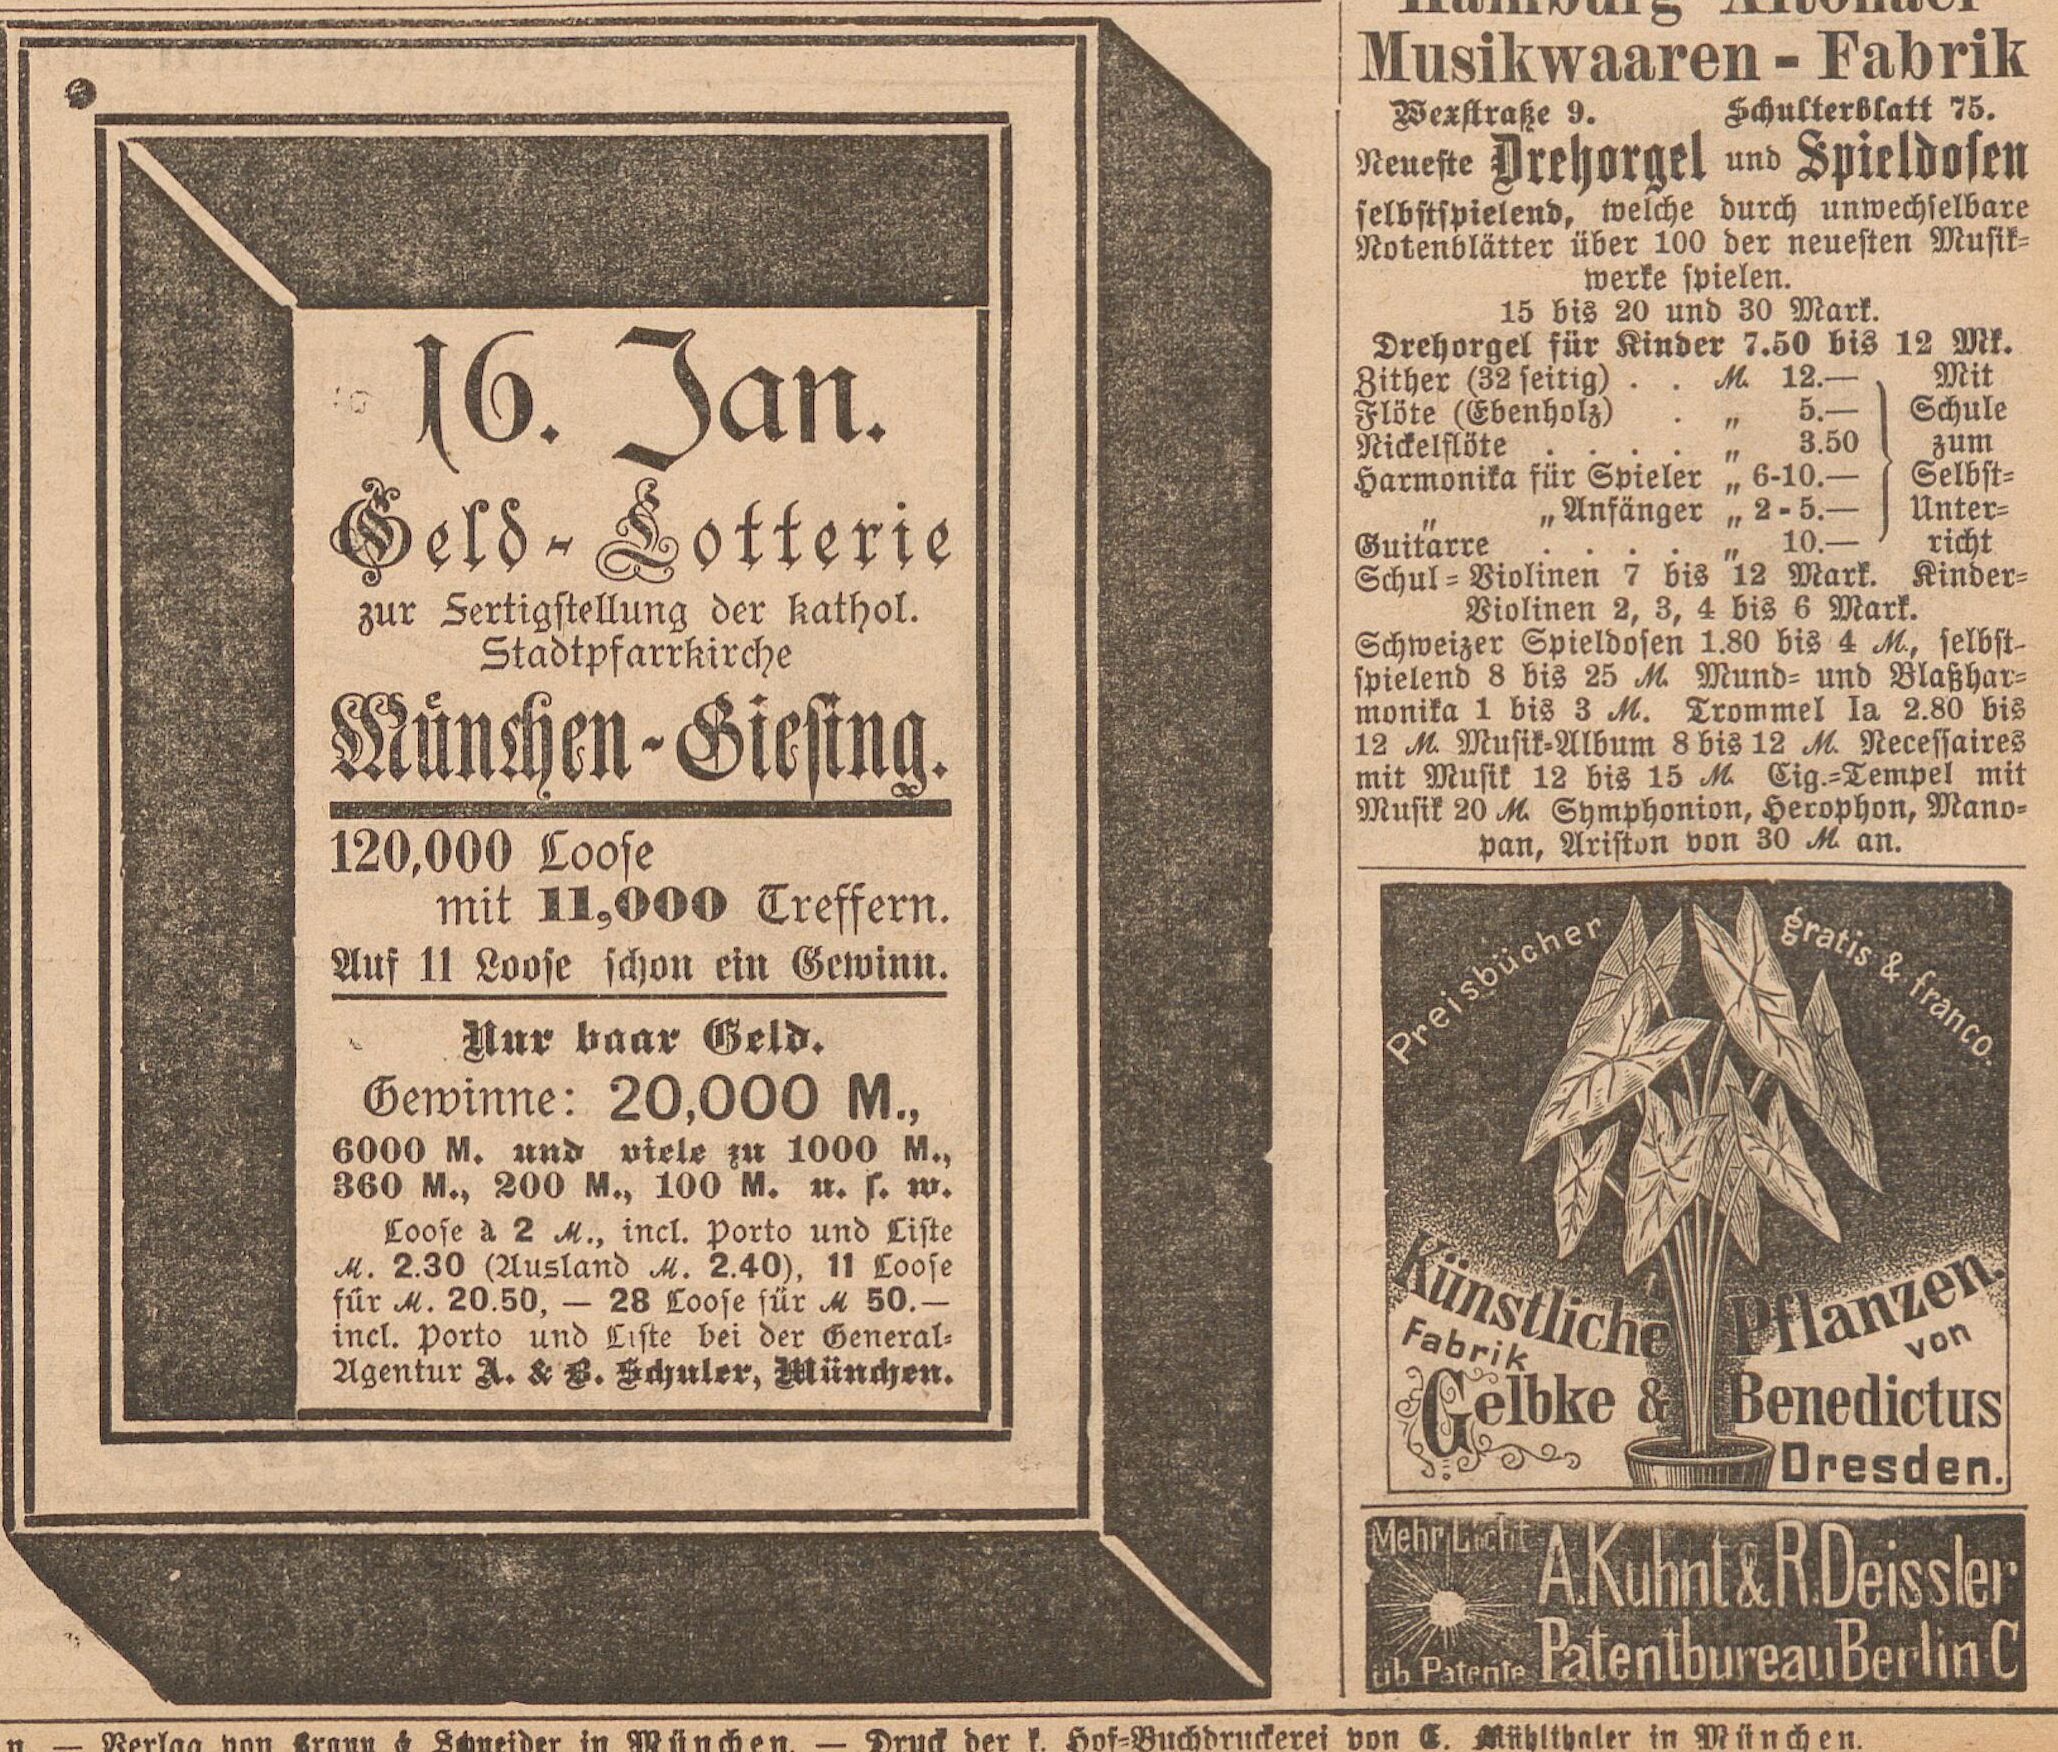 16. Jan.
Geld-Lotterie
zur Fertigstellung der kathol.
Stadtpfarrkirche
München-Giesing.
120,000 Loose
mit 11,000 Treffern.
Auf 11 Loose schon ein Gewinn.
Nur baar Geld.
Gewinne: 20,000 M.,
6000 M. und viele zu 1000 M.,
360 M., 200 M., 100 M. u. s. w.
Loose à 2 M., incl. Porto und Liste
M. 2.30 (Ausland M. 2.40), 11 Loose
für M. 20.50, — 28 Loose für M 50.—
incl. Porto und Liste bei der General-
Agentur A. & B. Schuler, München.
Hamburg Altonaer
Musikwaaren-Fabrik
Wexstraße 9. Schulterblatt 75.
Neueste Drehorgel und Spieldosen
selbstspielend, welche durch unwechselbare
Notenblätter über 100 der neuesten Musik-
werke spielen.
15 bis 20 und 30 Mark.
Drehorgel für Kinder 7.50 bis 12 Mk.
Zither (32 seitig) . . M. 12.— Mit
Flöte (Ebenholz) . „ 5.— Schule
Nickelflöte . . . . „ 3.50 zum
Harmonika für Spieler „ 6-10.— Selbst-
„ „ Anfänger „ 2-5.— Unter-
Guitarre . . . . „ 10.— richt
Schul-Violinen 7 bis 12 Mark. Kinder-
Violinen 2, 3, 4 bis 6 Mark.
Schweizer Spieldosen 1.80 bis 4 M., selbst-
spielend 8 bis 25 M. Mund- und Blaßhar-
monika 1 bis 3 M. Trommel Ia 2.80 bis
12 M. Musik-Album 8 bis 12 M. Necessaires
mit Musik 12 bis 15 M. Cig.-Tempel mit
Musik 20 M. Symphonion, Herophon, Mano-
pan, Ariston von 30 M. an.
Preisbücher gratis & franco.
Künstliche Pflanzen.
Fabrik von
Gelbke & Benedictus
Dresden.
Mehr Licht
üb Patente
A. Kuhnt & R. Deissler
Patentbureau Berlin C
n. — Verlag von Braun & Schneider in München. — Druck der k. Hof-Buchdruckerei von E. Mühlthaler in München.